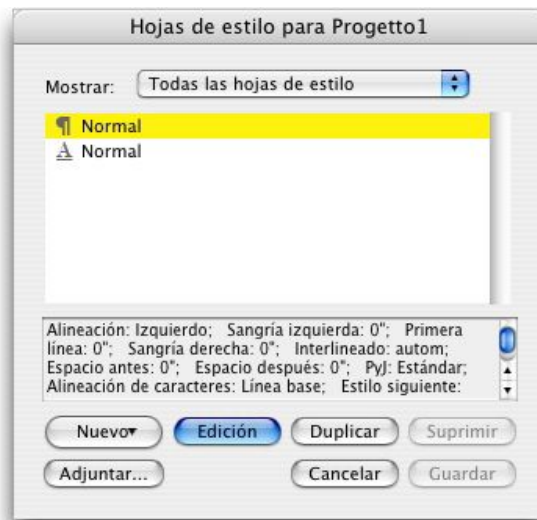 Hojas de estilo para Progetto1
Mostrar: Todas las hojas de estilo
¶ Normal
A Normal
Alineación: Izquierdo; Sangría izquierda: 0"; Primera
línea: 0"; Sangría derecha: 0"; Interlineado: autom;
Espacio antes: 0"; Espacio después: 0"; PyJ: Estándar;
Alineación de caracteres: Línea base; Estilo siguiente:
Nuevo Edición Duplicar Suprimir
Adjuntar... Cancelar Guardar